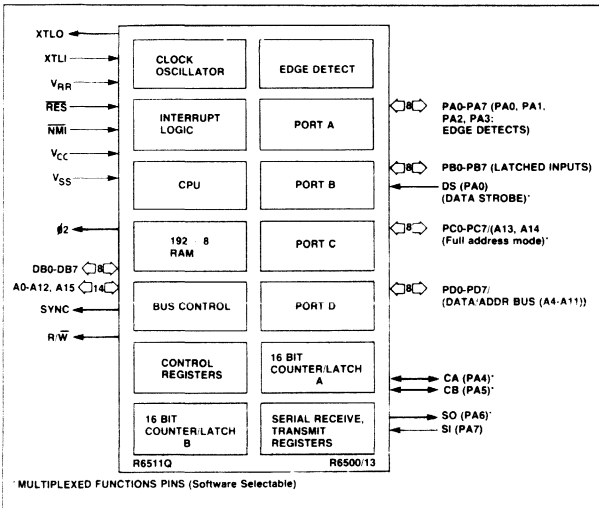 XTLO
XTLI
VRR
RES
NMI
VCC
VSS
ø2
DB0-DB7
8
A0-A12, A15
14
SYNC
R/W
CLOCK
OSCILLATOR
EDGE DETECT
INTERRUPT
LOGIC
PORT A
CPU
PORT B
192 8
RAM
PORT C
BUS CONTROL
PORT D
CONTROL
REGISTERS
16 BIT
COUNTER/LATCH
A
16 BIT
COUNTER/LATCH
B
SERIAL RECEIVE,
TRANSMIT
REGISTERS
R6511Q
R6500/13
8
PA0-PA7 (PA0, PA1,
PA2, PA3:
EDGE DETECTS)
8
PB0-PB7 (LATCHED INPUTS)
DS (PA0)
(DATA STROBE)*
8
PC0-PC7/(A13, A14
(Full address mode)*
8
PD0-PD7/
(DATA/ADDR BUS (A4-A11))
CA (PA4)*
CB (PA5)*
SO (PA6)*
SI (PA7)
*MULTIPLEXED FUNCTIONS PINS (Software Selectable)